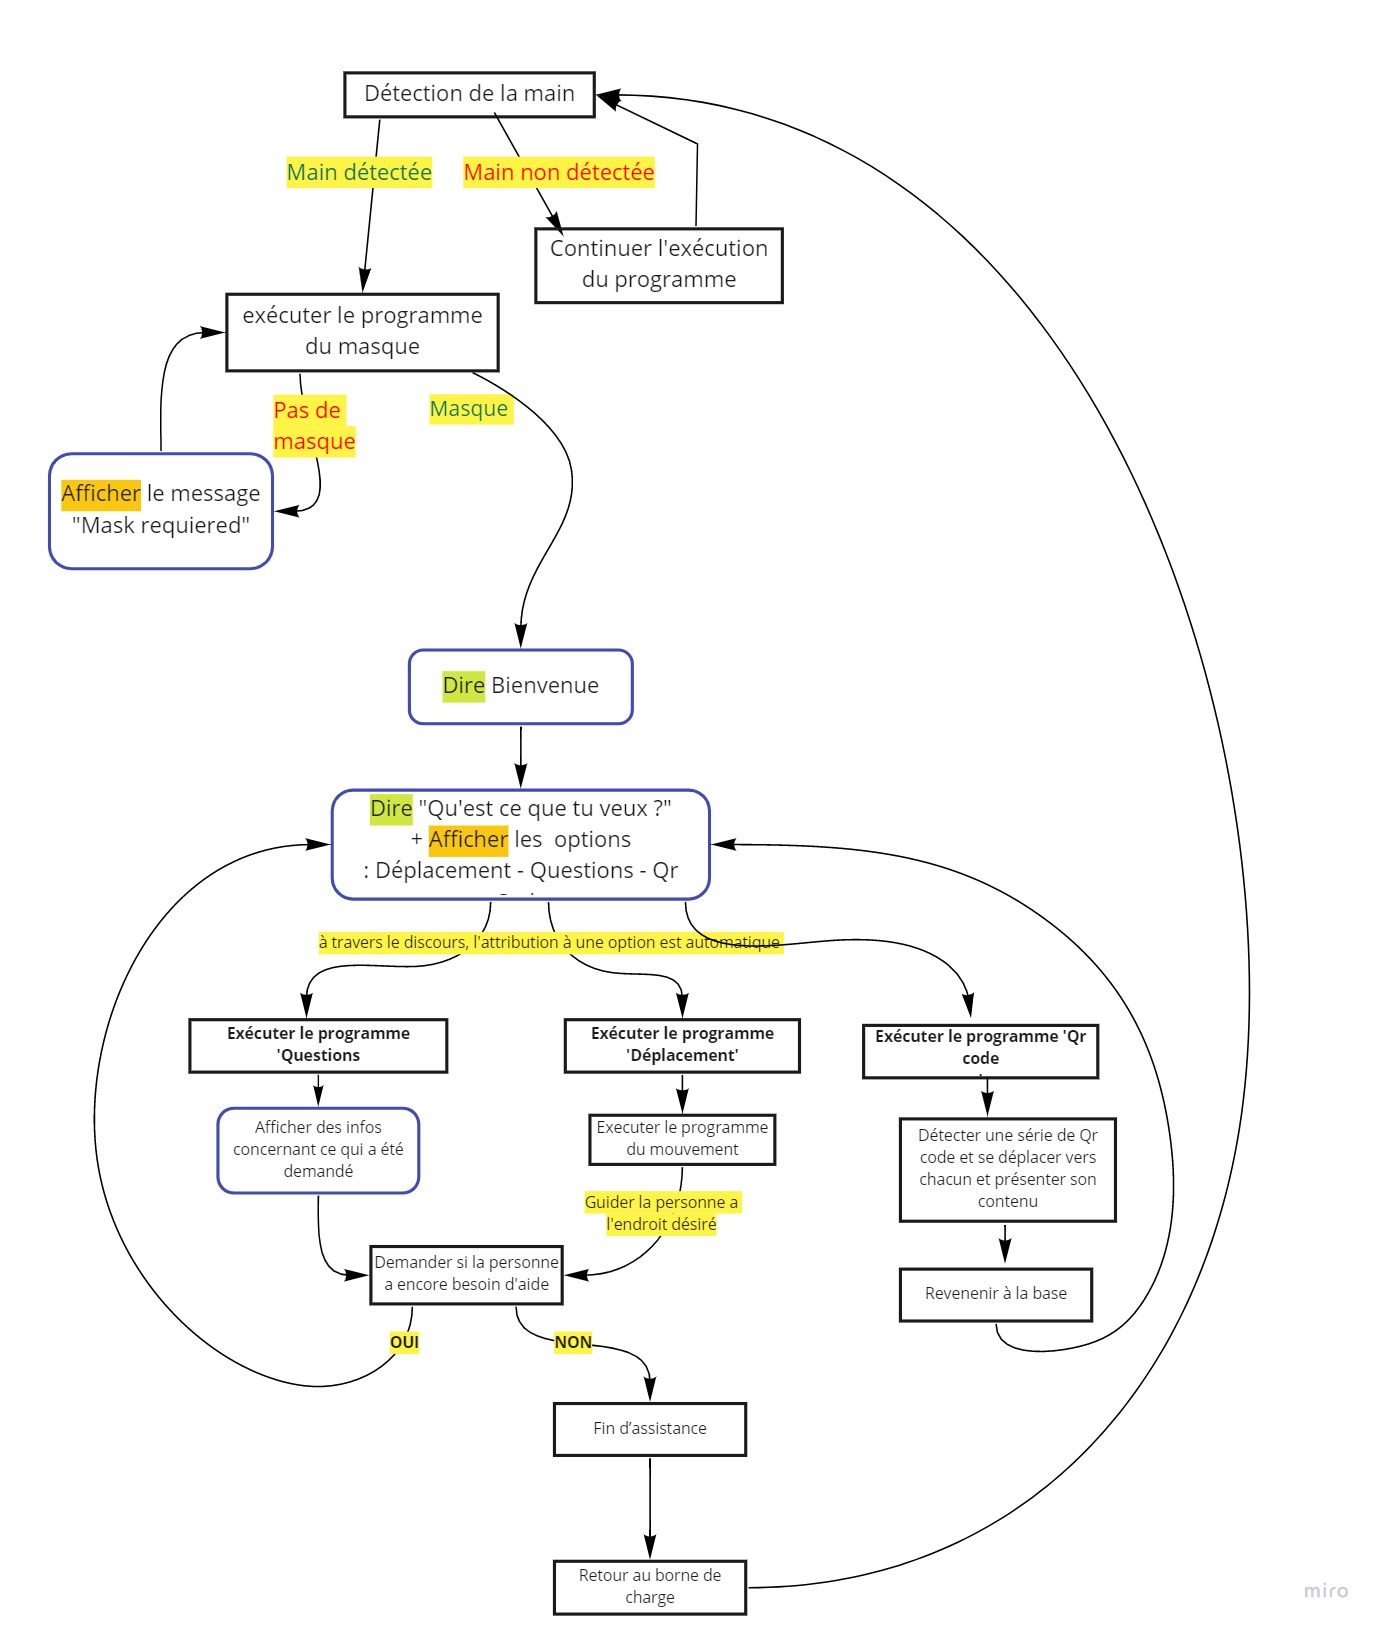 Détection de la main
Main détectée
Main non détectée
Continuer l'exécution
du programme
exécuter le programme
du masque
Pas de
masque
Masque
Afficher le message
"Mask requiered"
Dire Bienvenue
Dire "Qu'est ce que tu veux ?"
+ Afficher les  options
: Déplacement - Questions - Qr
à travers le discours, l'attribution à une option est automatique
Exécuter le programme
'Questions
Exécuter le programme
'Déplacement'
Exécuter le programme 'Qr
code
Afficher des infos
concernant ce qui a été
demandé
Executer le programme
du mouvement
Détecter une série de Qr
code et se déplacer vers
chacun et présenter son
contenu
Guider la personne a
l'endroit désiré
Demander si la personne
a encore besoin d'aide
Revenenir à la base
OUI
NON
Fin d’assistance
Retour au borne de
charge
miro